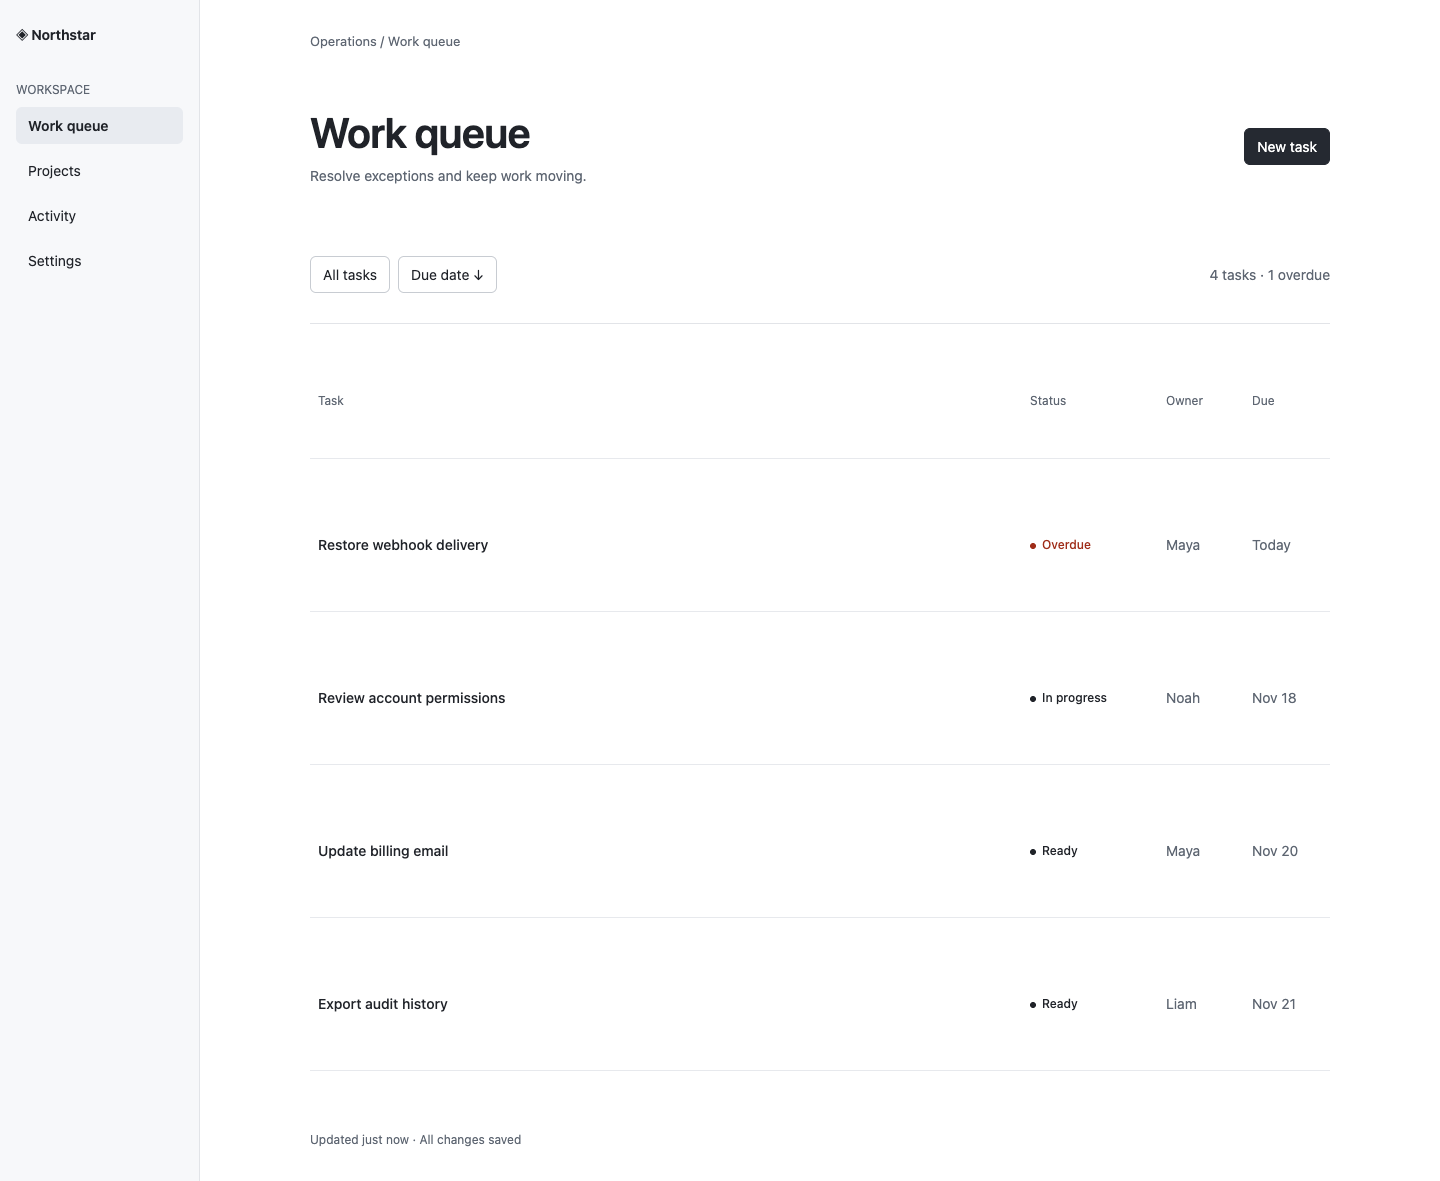 ◈ Northstar
WORKSPACE
Work queue
Projects
Activity
Settings
Operations / Work queue
Work queue
Resolve exceptions and keep work moving.
New task
All tasks
Due date ↓
4 tasks · 1 overdue
Task Status Owner Due
Restore webhook delivery Overdue Maya Today
Review account permissions In progress Noah Nov 18
Update billing email Ready Maya Nov 20
Export audit history Ready Liam Nov 21
Updated just now · All changes saved